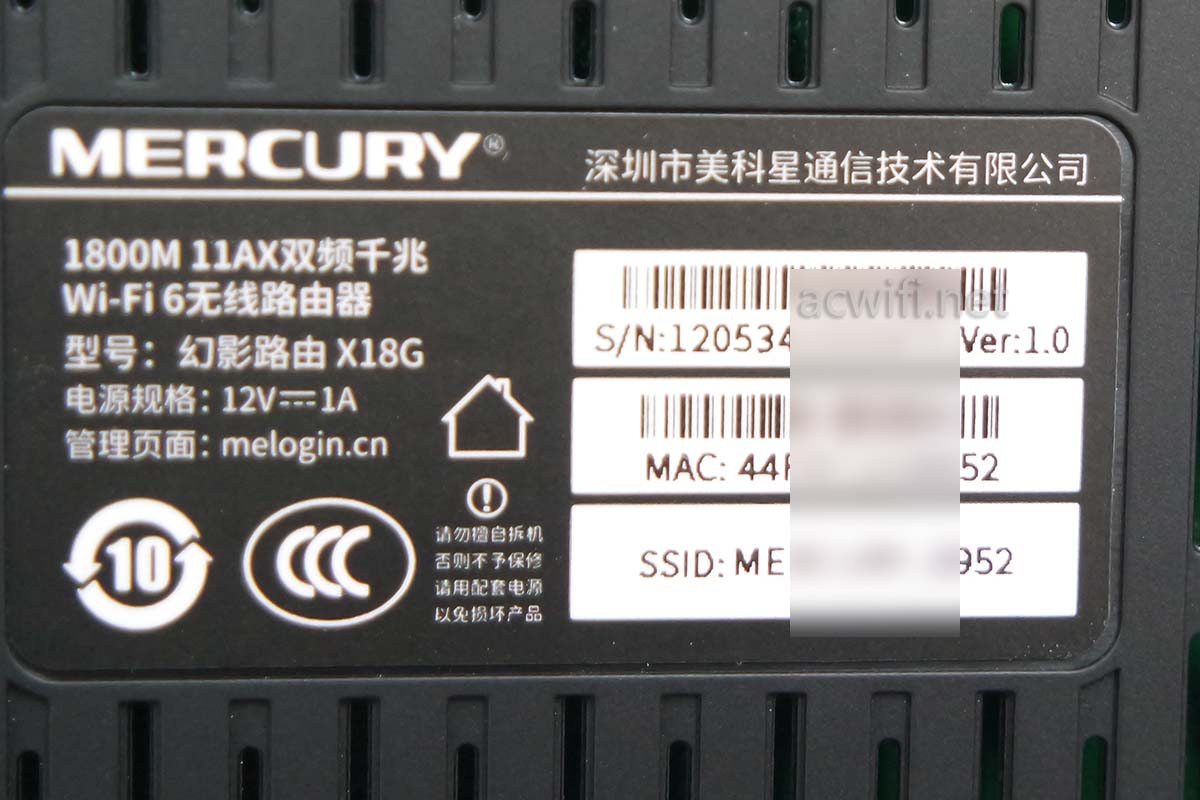 MERCURY®
深圳市美科星通信技术有限公司
1800M 11AX双频千兆
Wi-Fi 6无线路由器
型号：幻影路由 X18G
电源规格：12V⎓1A
管理页面：melogin.cn
10
CCC
请勿擅自拆机
否则不予保修
请用配套电源
以免损坏产品
acwifi.net
S/N:120534 Ver:1.0
MAC: 44 52
SSID: ME 952